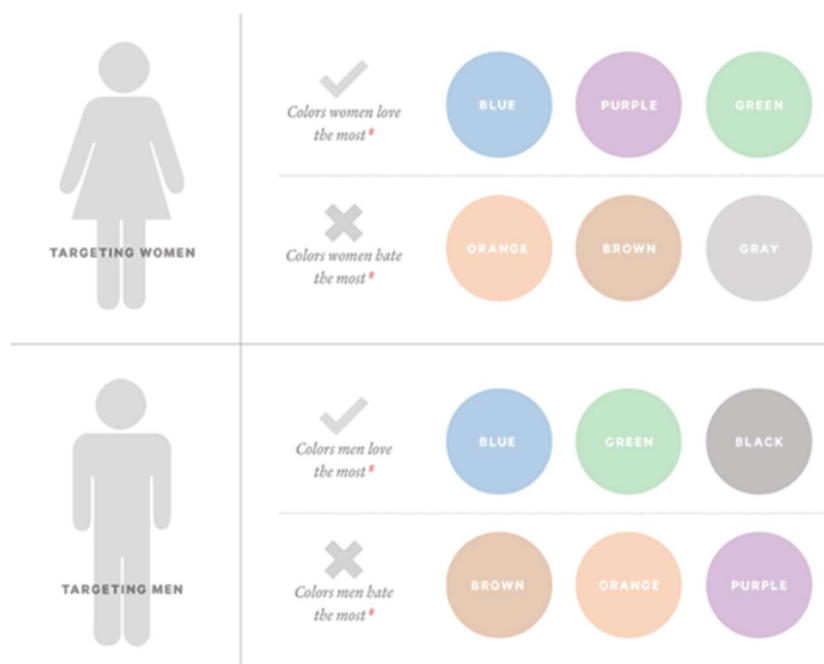 Colors women love
the most*
BLUE
PURPLE
GREEN
TARGETING WOMEN
Colors women hate
the most*
ORANGE
BROWN
GRAY
Colors men love
the most*
BLUE
GREEN
BLACK
TARGETING MEN
Colors men hate
the most*
BROWN
ORANGE
PURPLE